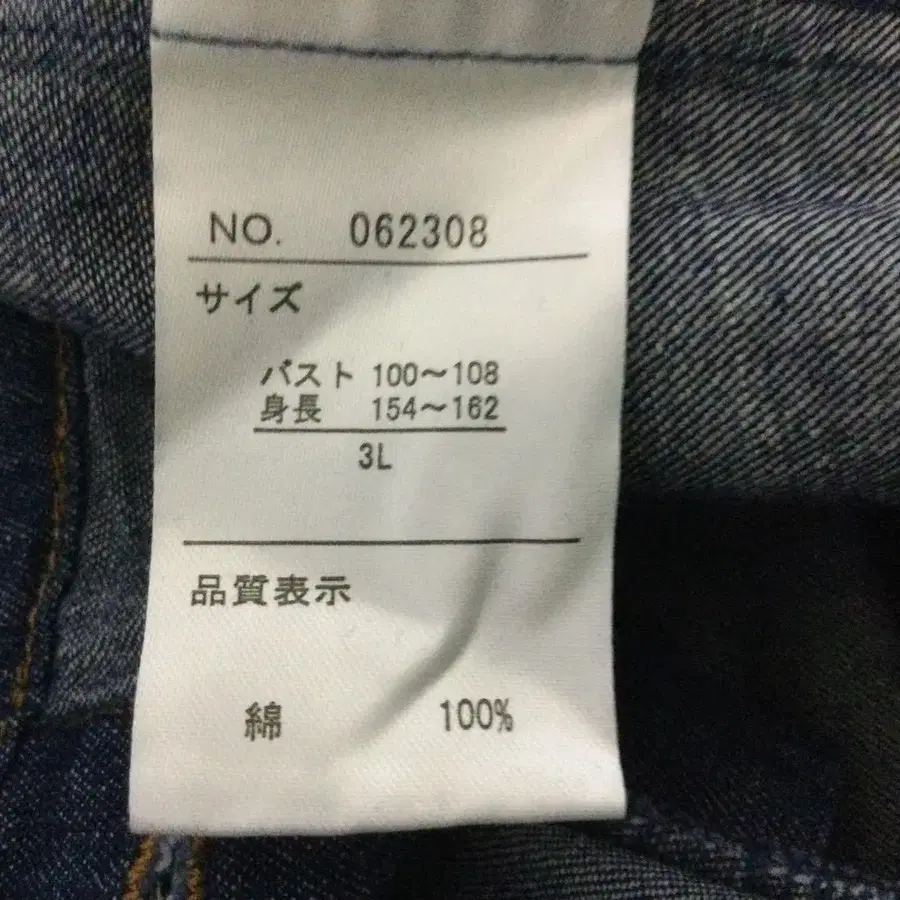 NO. 062308
サイズ
バスト 100～108
身長 154～162
3L
品質表示
綿 100%